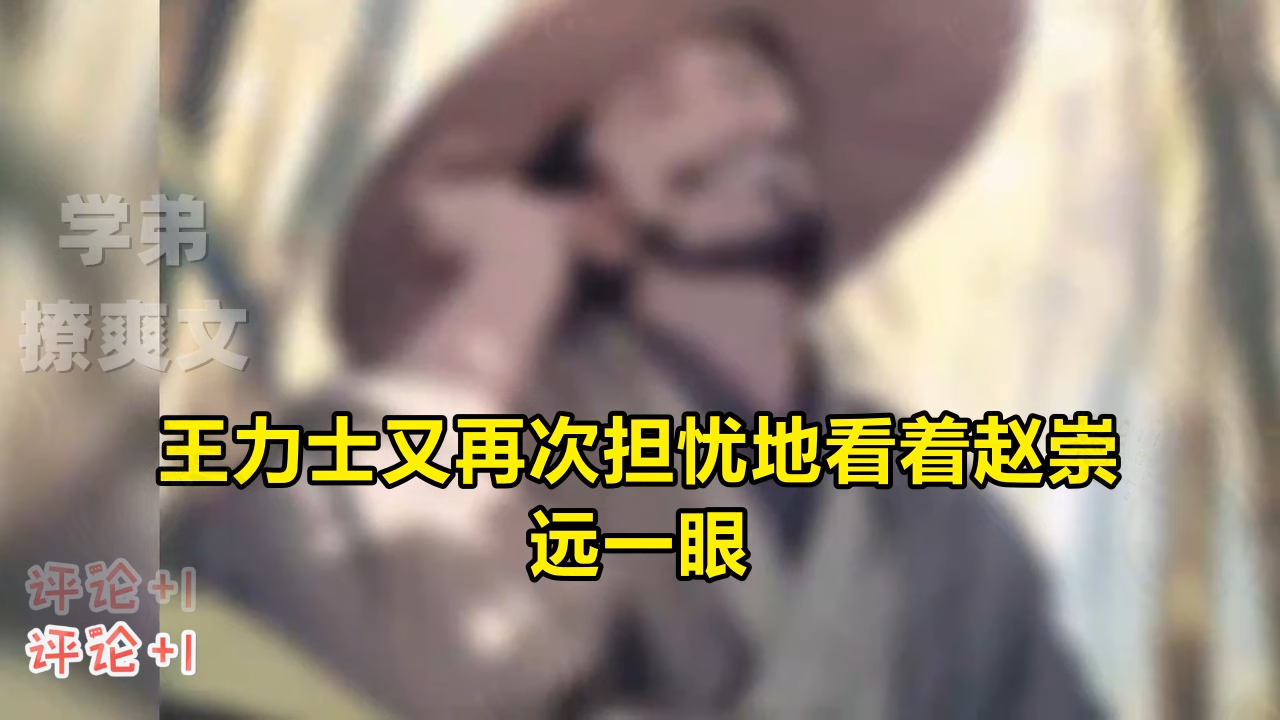 学弟
撩爽文
王力士又再次担忧地看着赵崇
远一眼
评论+1
评论+1